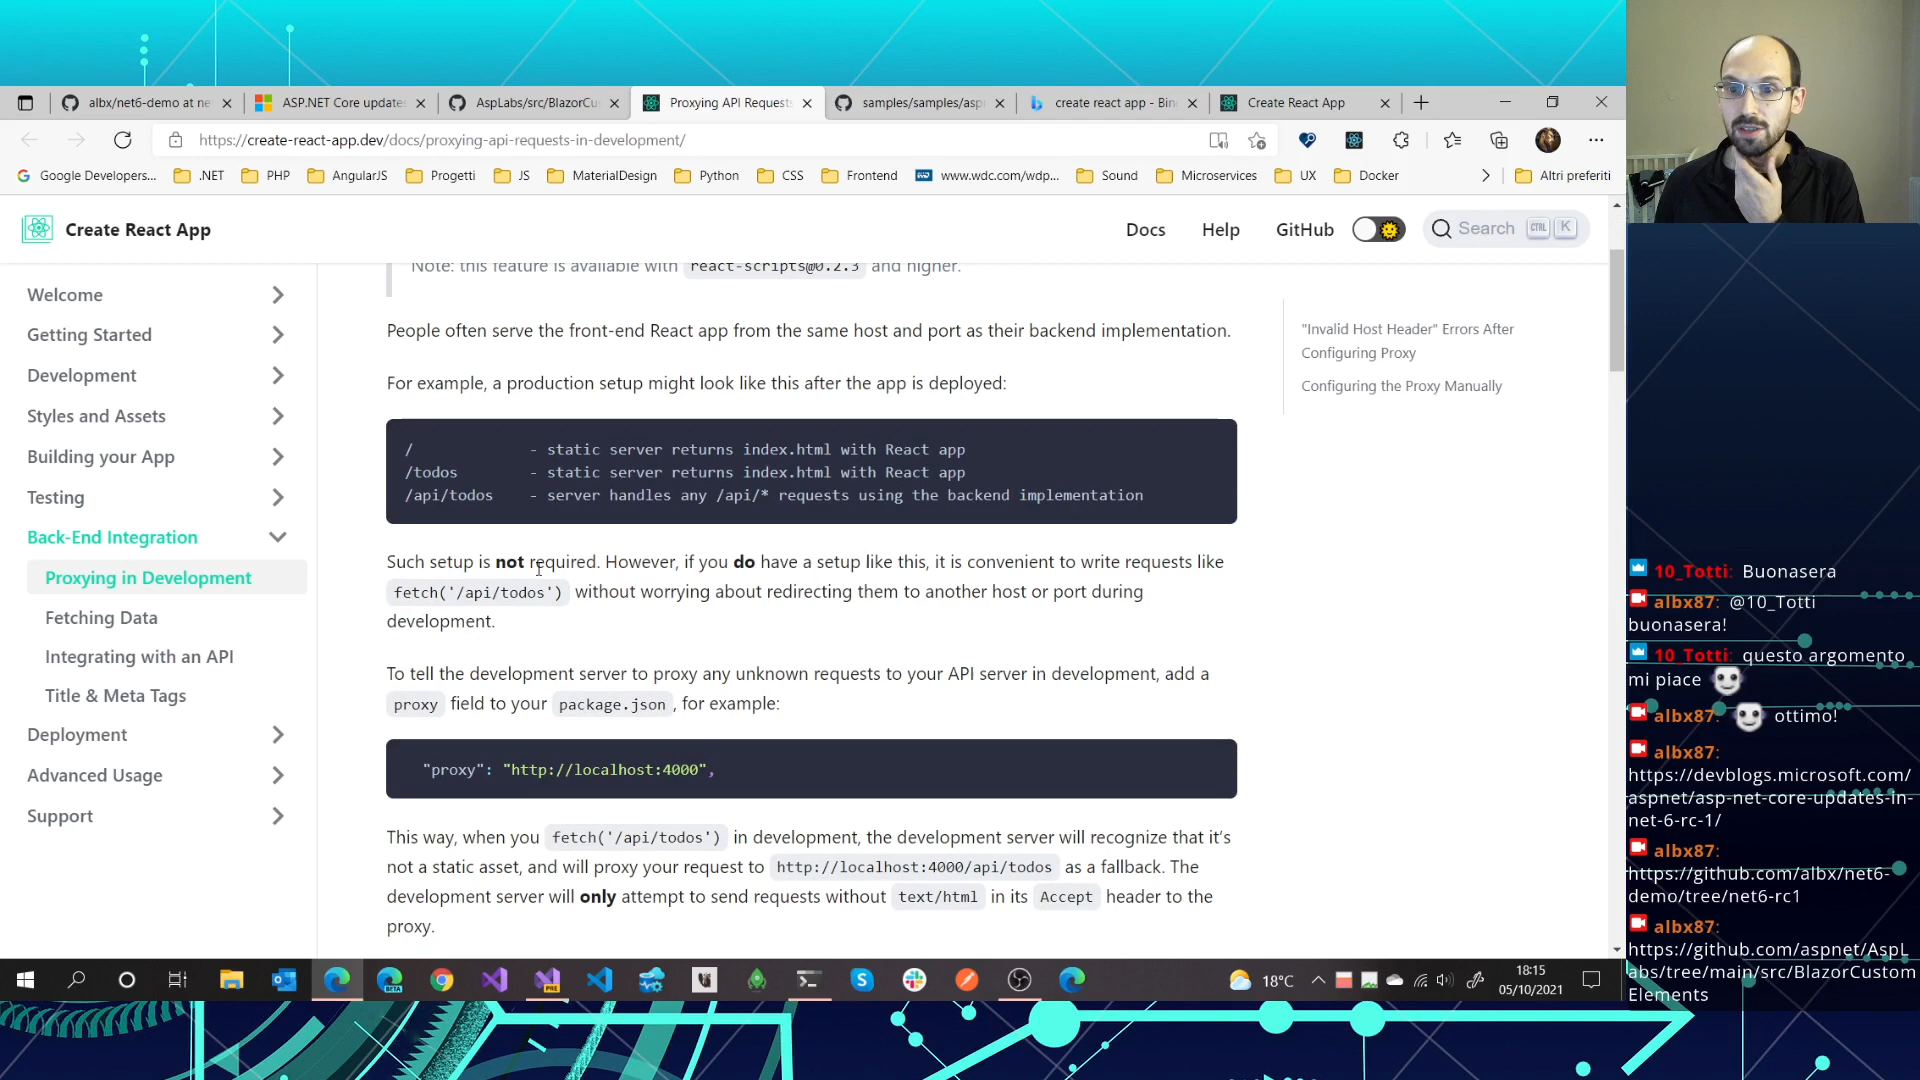 albx/net6-demo at ne
ASP.NET Core update
AspLabs/src/BlazorCu
Proxying API Requests
samples/samples/asp
create react app - Bin
Create React App
https://create-react-app.dev/docs/proxying-api-requests-in-development/
Google Developers...
.NET
PHP
AngularJS
Progetti
JS
MaterialDesign
Python
CSS
Frontend
www.wdc.com/wdp...
Sound
Microservices
UX
Docker
Altri preferiti
Create React App
Docs
Help
GitHub
Search
CTRL
K
Welcome
Getting Started
Development
Styles and Assets
Building your App
Testing
Back-End Integration
Proxying in Development
Fetching Data
Integrating with an API
Title & Meta Tags
Deployment
Advanced Usage
Support
Note: this feature is available with react-scripts@0.2.3 and higher.
People often serve the front-end React app from the same host and port as their backend implementation.
For example, a production setup might look like this after the app is deployed:
/ - static server returns index.html with React app
/todos - static server returns index.html with React app
/api/todos - server handles any /api/* requests using the backend implementation
Such setup is not required. However, if you do have a setup like this, it is convenient to write requests like
fetch('/api/todos') without worrying about redirecting them to another host or port during
development.
To tell the development server to proxy any unknown requests to your API server in development, add a
proxy field to your package.json, for example:
"proxy": "http://localhost:4000",
This way, when you fetch('/api/todos') in development, the development server will recognize that it's
not a static asset, and will proxy your request to http://localhost:4000/api/todos as a fallback. The
development server will only attempt to send requests without text/html in its Accept header to the
proxy.
"Invalid Host Header" Errors After
Configuring Proxy
Configuring the Proxy Manually
10_Totti: Buonasera
albx87: @10_Totti
buonasera!
10_Totti: questo argomento
mi piace
albx87: ottimo!
albx87:
https://devblogs.microsoft.com/
aspnet/asp-net-core-updates-in-
net-6-rc-1/
albx87:
https://github.com/albx/net6-
demo/tree/net6-rc1
albx87:
https://github.com/aspnet/AspL
abs/tree/main/src/BlazorCustom
Elements
BETA
PRE
18°C
18:15
05/10/2021